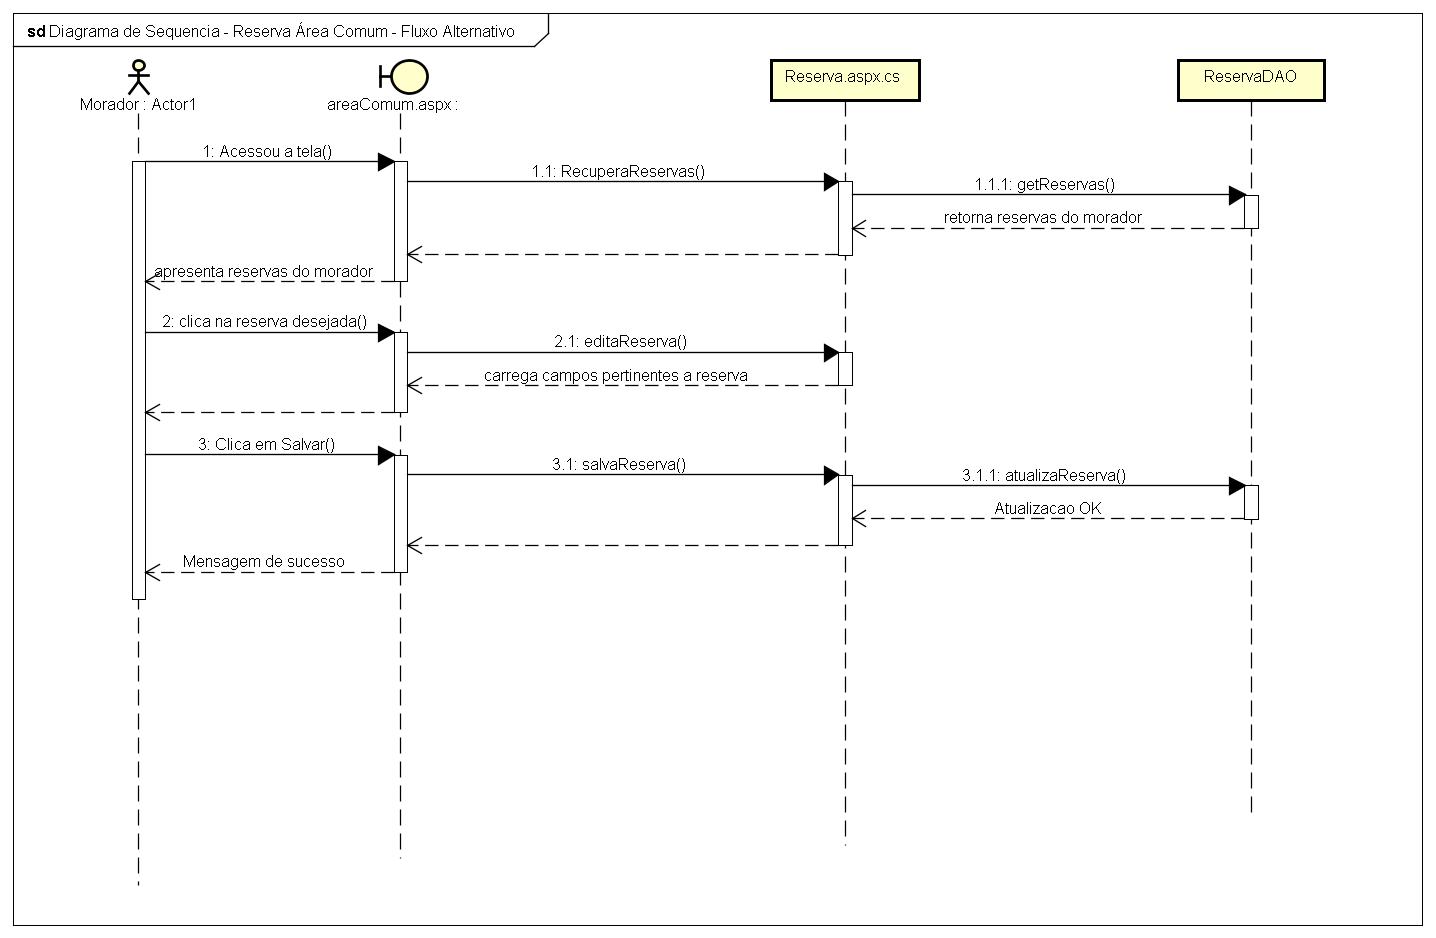 sd Diagrama de Sequencia - Reserva Área Comum - Fluxo Alternativo
Morador : Actor1
areaComum.aspx :
Reserva.aspx.cs
ReservaDAO
1: Acessou a tela()
1.1: RecuperaReservas()
1.1.1: getReservas()
retorna reservas do morador
apresenta reservas do morador
2: clica na reserva desejada()
2.1: editaReserva()
carrega campos pertinentes a reserva
3: Clica em Salvar()
3.1: salvaReserva()
3.1.1: atualizaReserva()
Atualizacao OK
Mensagem de sucesso